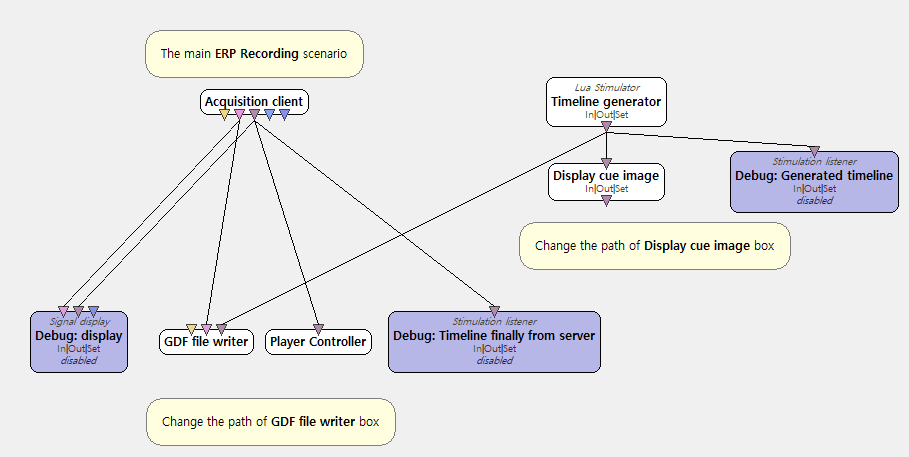 The main ERP Recording scenario
Acquisition client
Lua Stimulator
Timeline generator
In|Out|Set
Display cue image
In|Out|Set
Stimulation listener
Debug: Generated timeline
In|Out|Set
disabled
Change the path of Display cue image box
Signal display
Debug: display
In|Out|Set
disabled
GDF file writer
Player Controller
Stimulation listener
Debug: Timeline finally from server
In|Out|Set
disabled
Change the path of GDF file writer box